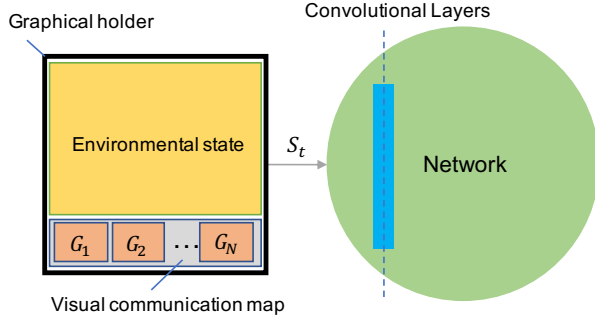 Graphical holder
Convolutional Layers
Environmental state
S_t
Network
G_1 G_2 ... G_N
Visual communication map